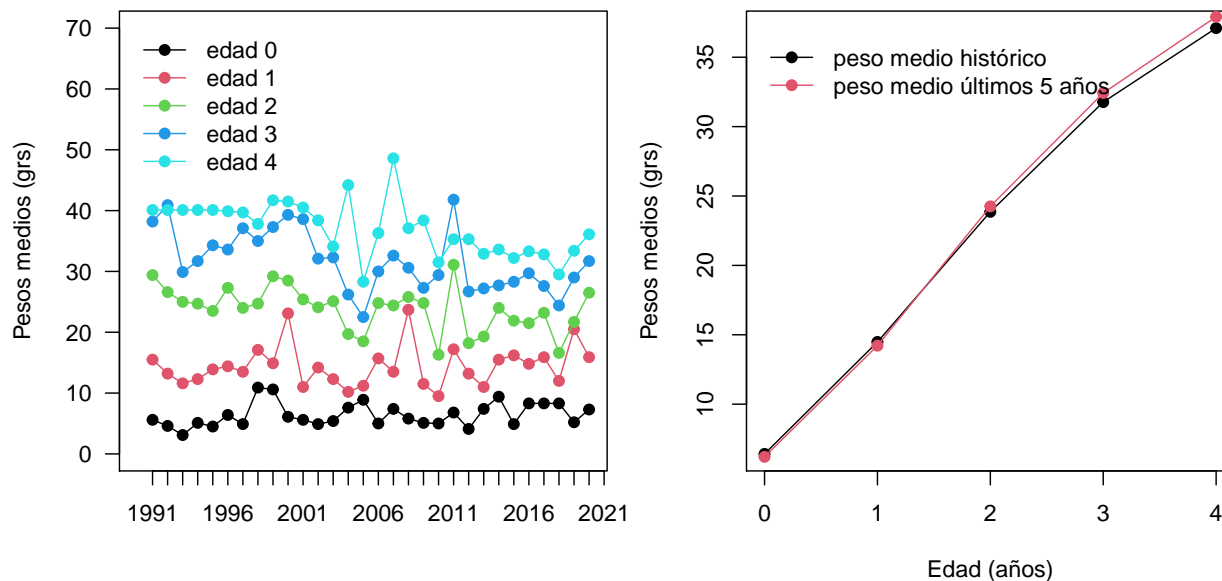 Pesos medios (grs)
70
60
50
40
30
20
10
0
edad 0
edad 1
edad 2
edad 3
edad 4
1991 1996 2001 2006 2011 2016 2021
Pesos medios (grs)
35
30
25
20
15
10
peso medio histórico
peso medio últimos 5 años
0 1 2 3 4
Edad (años)